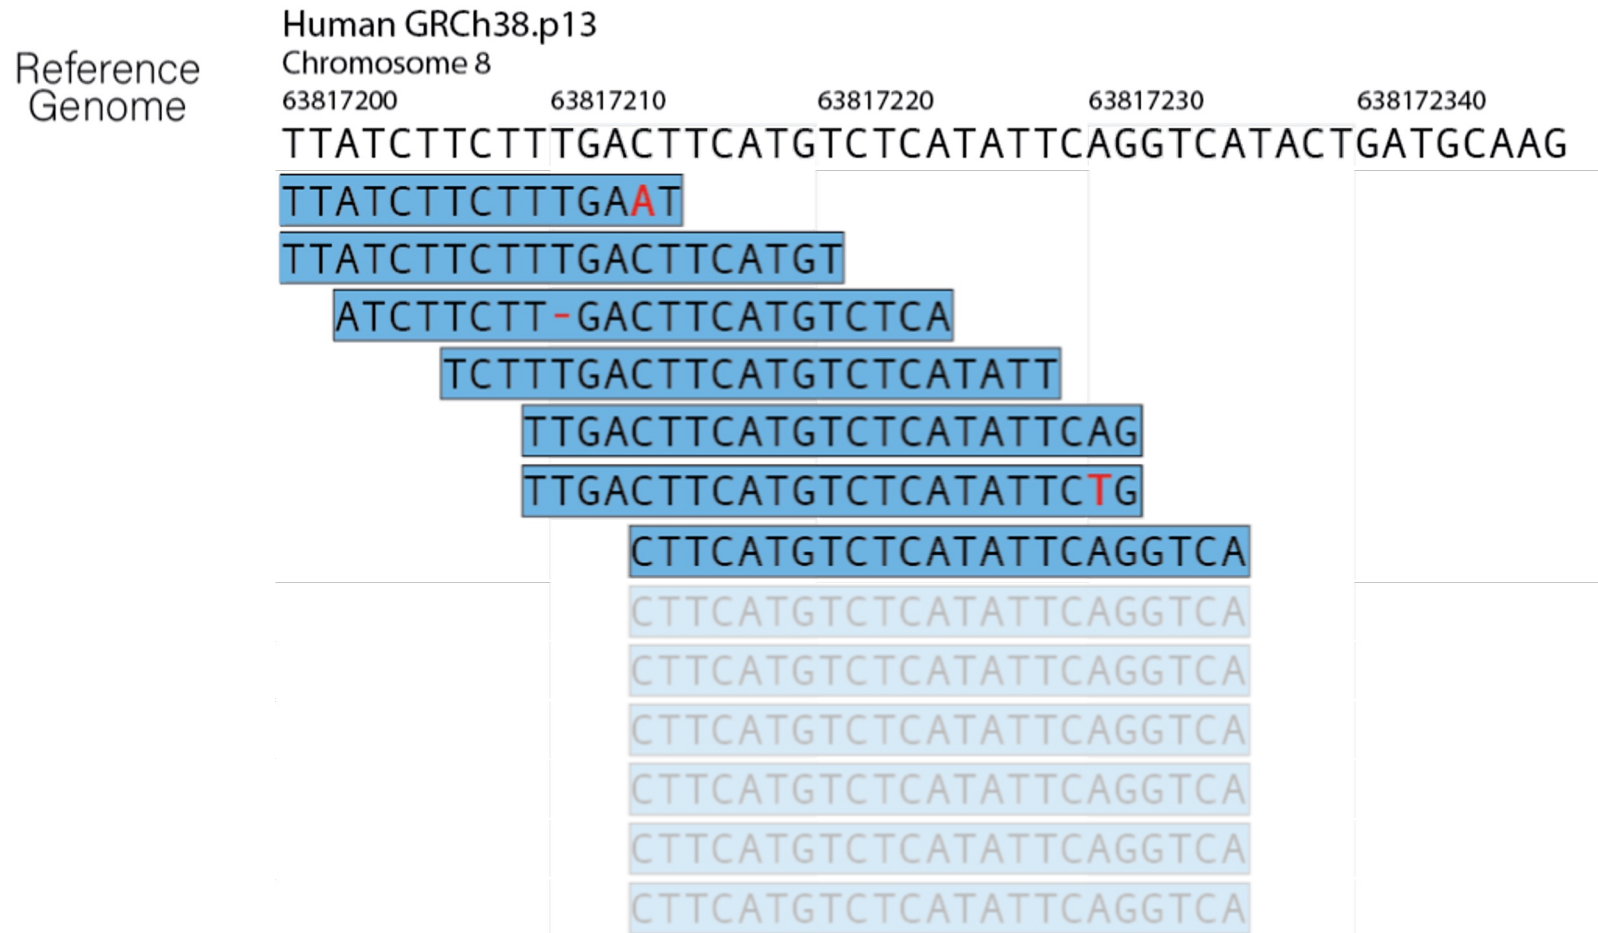 Human GRCh38.p13
Chromosome 8
Reference
Genome
63817200 63817210 63817220 63817230 638172340
TTATCTTCTTTGACTTCATGTCTCATATTCAGGTCATACTGATGCAAG
TTATCTTCTTTGAAT
TTATCTTCTTTGACTTCATGT
ATCTTCTT-GACTTCATGTCTCA
TCTTTGACTTCATGTCTCATATT
TTGACTTCATGTCTCATATTCAG
TTGACTTCATGTCTCATATTCTG
CTTCATGTCTCATATTCAGGTCA
CTTCATGTCTCATATTCAGGTCA
CTTCATGTCTCATATTCAGGTCA
CTTCATGTCTCATATTCAGGTCA
CTTCATGTCTCATATTCAGGTCA
CTTCATGTCTCATATTCAGGTCA
CTTCATGTCTCATATTCAGGTCA